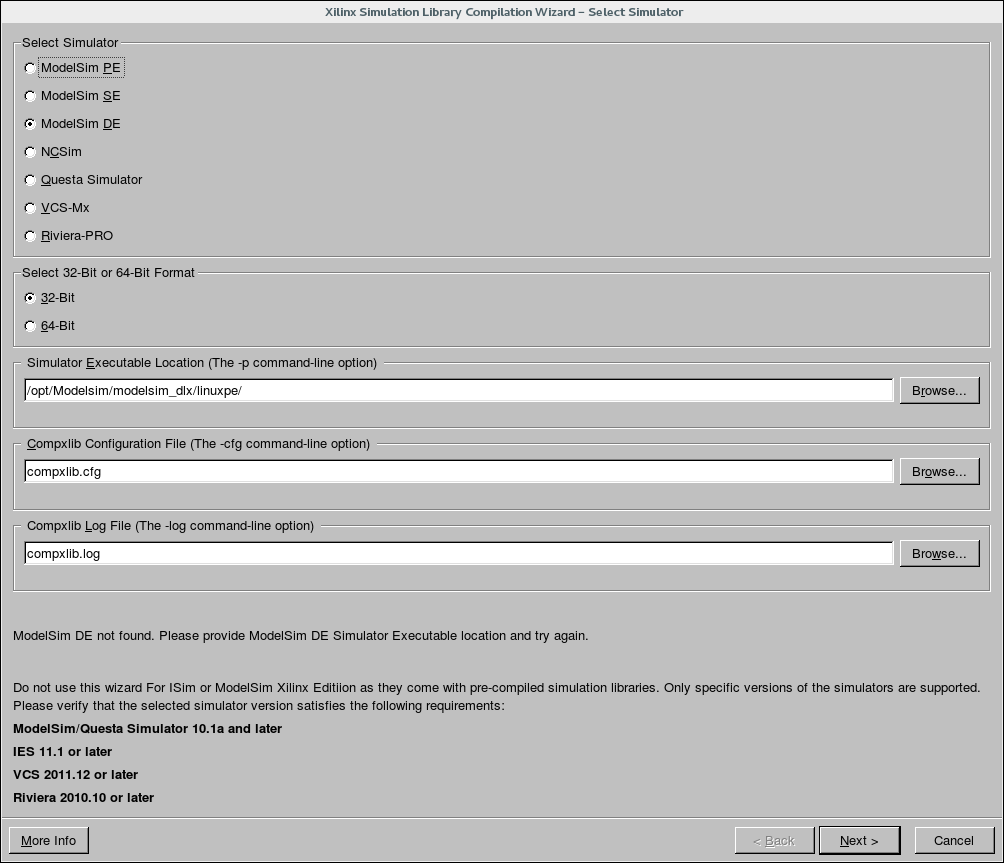 Xilinx Simulation Library Compilation Wizard – Select Simulator
Select Simulator
ModelSim PE
ModelSim SE
ModelSim DE
NCSim
Questa Simulator
VCS-Mx
Riviera-PRO
Select 32-Bit or 64-Bit Format
32-Bit
64-Bit
Simulator Executable Location (The -p command-line option)
/opt/Modelsim/modelsim_dlx/linuxpe/ Browse...
Compxlib Configuration File (The -cfg command-line option)
compxlib.cfg Browse...
Compxlib Log File (The -log command-line option)
compxlib.log Browse...
ModelSim DE not found. Please provide ModelSim DE Simulator Executable location and try again.
Do not use this wizard For ISim or ModelSim Xilinx Editiion as they come with pre-compiled simulation libraries. Only specific versions of the simulators are supported.
Please verify that the selected simulator version satisfies the following requirements:
ModelSim/Questa Simulator 10.1a and later
IES 11.1 or later
VCS 2011.12 or later
Riviera 2010.10 or later
More Info < Back Next > Cancel